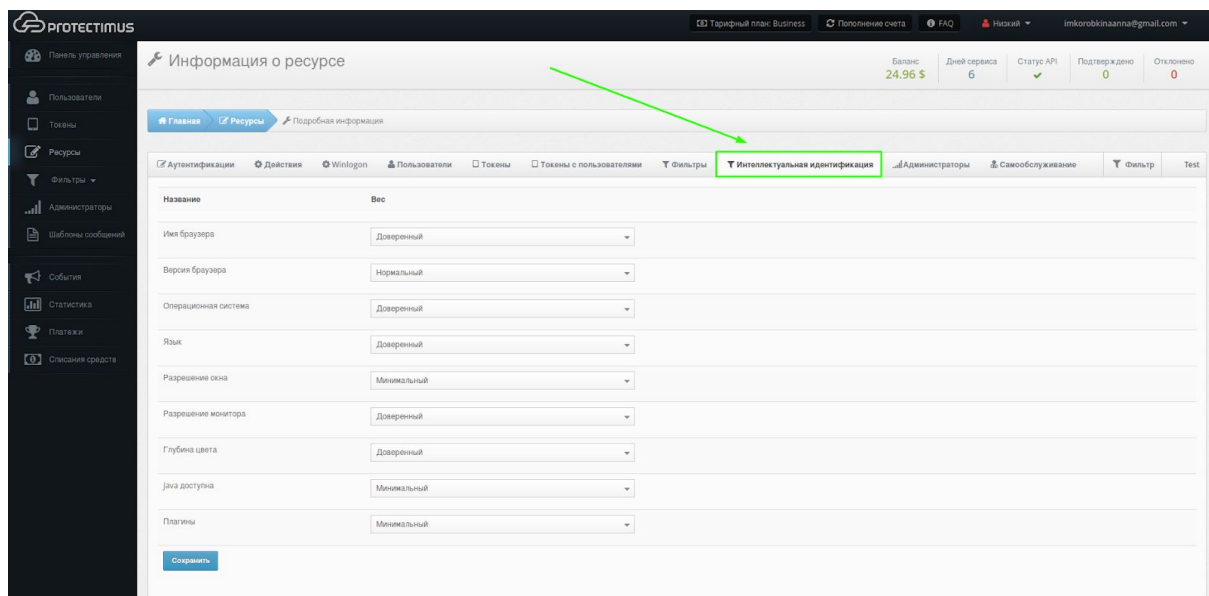 PROTECTIMUS
Тарифный план: Business
Пополнение счета
FAQ
Низкий
imkorobkinaanna@gmail.com
Панель управления
Пользователи
Токены
Ресурсы
Фильтры
Администраторы
Шаблоны сообщений
События
Статистика
Платежи
Списания средств
Информация о ресурсе
Баланс
24.96 $
Дней сервиса
6
Статус API
Подтверждено
0
Отклонено
0
Главная
Ресурсы
Подробная информация
Аутентификации
Действия
Winlogon
Пользователи
Токены
Токены с пользователями
Фильтры
Интеллектуальная идентификация
Администраторы
Самообслуживание
Фильтр
Test
Название Вес
Имя браузера Доверенный
Версия браузера Нормальный
Операционная система Доверенный
Язык Доверенный
Разрешение окна Минимальный
Разрешение монитора Доверенный
Глубина цвета Доверенный
Java доступна Минимальный
Плагины Минимальный
Сохранить